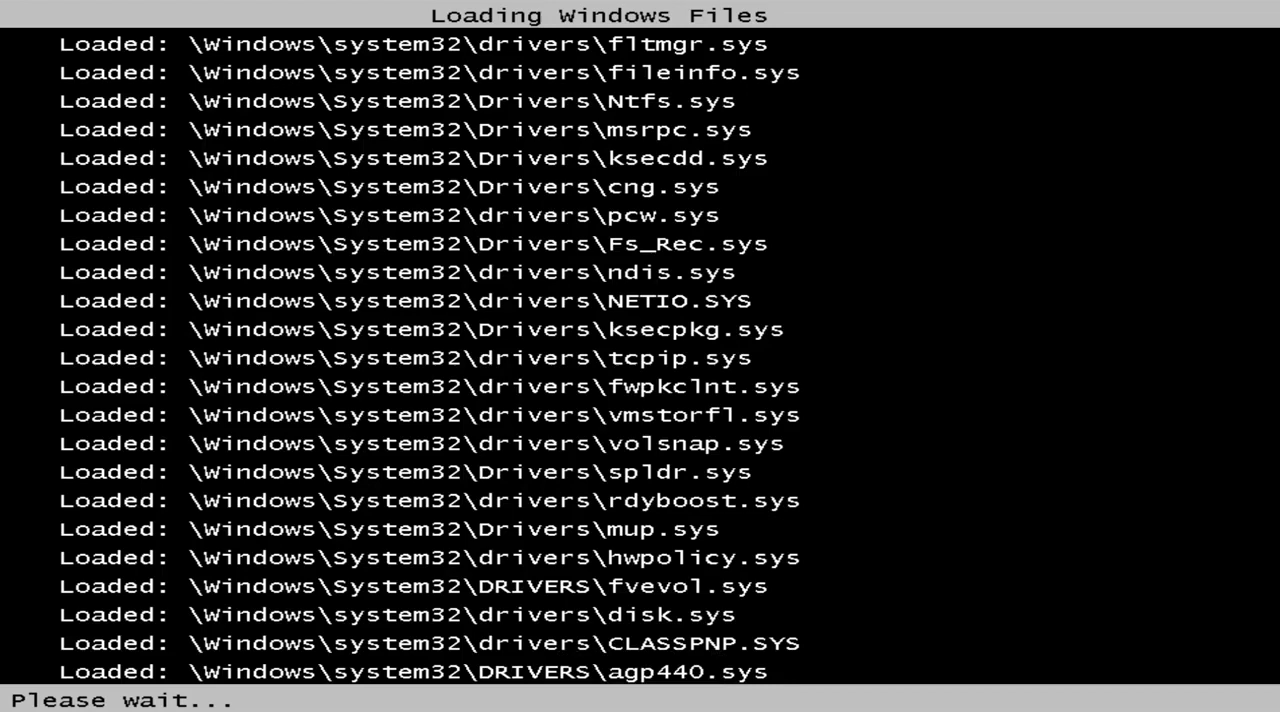 Loading Windows Files
Loaded: \Windows\system32\drivers\fltmgr.sys
Loaded: \Windows\system32\drivers\fileinfo.sys
Loaded: \Windows\System32\Drivers\Ntfs.sys
Loaded: \Windows\System32\Drivers\msrpc.sys
Loaded: \Windows\System32\Drivers\ksecdd.sys
Loaded: \Windows\System32\Drivers\cng.sys
Loaded: \Windows\System32\drivers\pcw.sys
Loaded: \Windows\System32\Drivers\Fs_Rec.sys
Loaded: \Windows\system32\drivers\ndis.sys
Loaded: \Windows\system32\drivers\NETIO.SYS
Loaded: \Windows\System32\Drivers\ksecpkg.sys
Loaded: \Windows\System32\drivers\tcpip.sys
Loaded: \Windows\System32\drivers\fwpkclnt.sys
Loaded: \Windows\system32\drivers\vmstorfl.sys
Loaded: \Windows\system32\drivers\volsnap.sys
Loaded: \Windows\System32\Drivers\spldr.sys
Loaded: \Windows\System32\drivers\rdyboost.sys
Loaded: \Windows\System32\Drivers\mup.sys
Loaded: \Windows\System32\drivers\hwpolicy.sys
Loaded: \Windows\System32\DRIVERS\fvevol.sys
Loaded: \Windows\system32\drivers\disk.sys
Loaded: \Windows\system32\drivers\CLASSPNP.SYS
Loaded: \Windows\system32\DRIVERS\agp440.sys
Please wait...